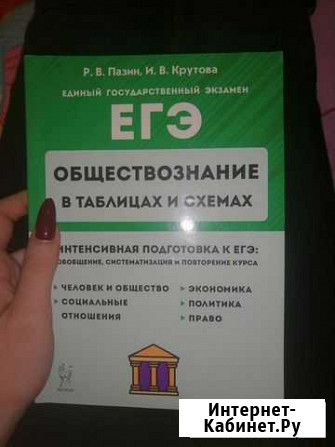 Р. В. Пазин, И. В. Крутова
ЕДИНЫЙ ГОСУДАРСТВЕННЫЙ ЭКЗАМЕН
ЕГЭ
ОБЩЕСТВОЗНАНИЕ
В ТАБЛИЦАХ И СХЕМАХ
ИНТЕНСИВНАЯ ПОДГОТОВКА К ЕГЭ:
ОБОБЩЕНИЕ, СИСТЕМАТИЗАЦИЯ И ПОВТОРЕНИЕ КУРСА
ЧЕЛОВЕК И ОБЩЕСТВО
СОЦИАЛЬНЫЕ
ОТНОШЕНИЯ
ЭКОНОМИКА
ПОЛИТИКА
ПРАВО
Интернет-
Кабинет.Ру